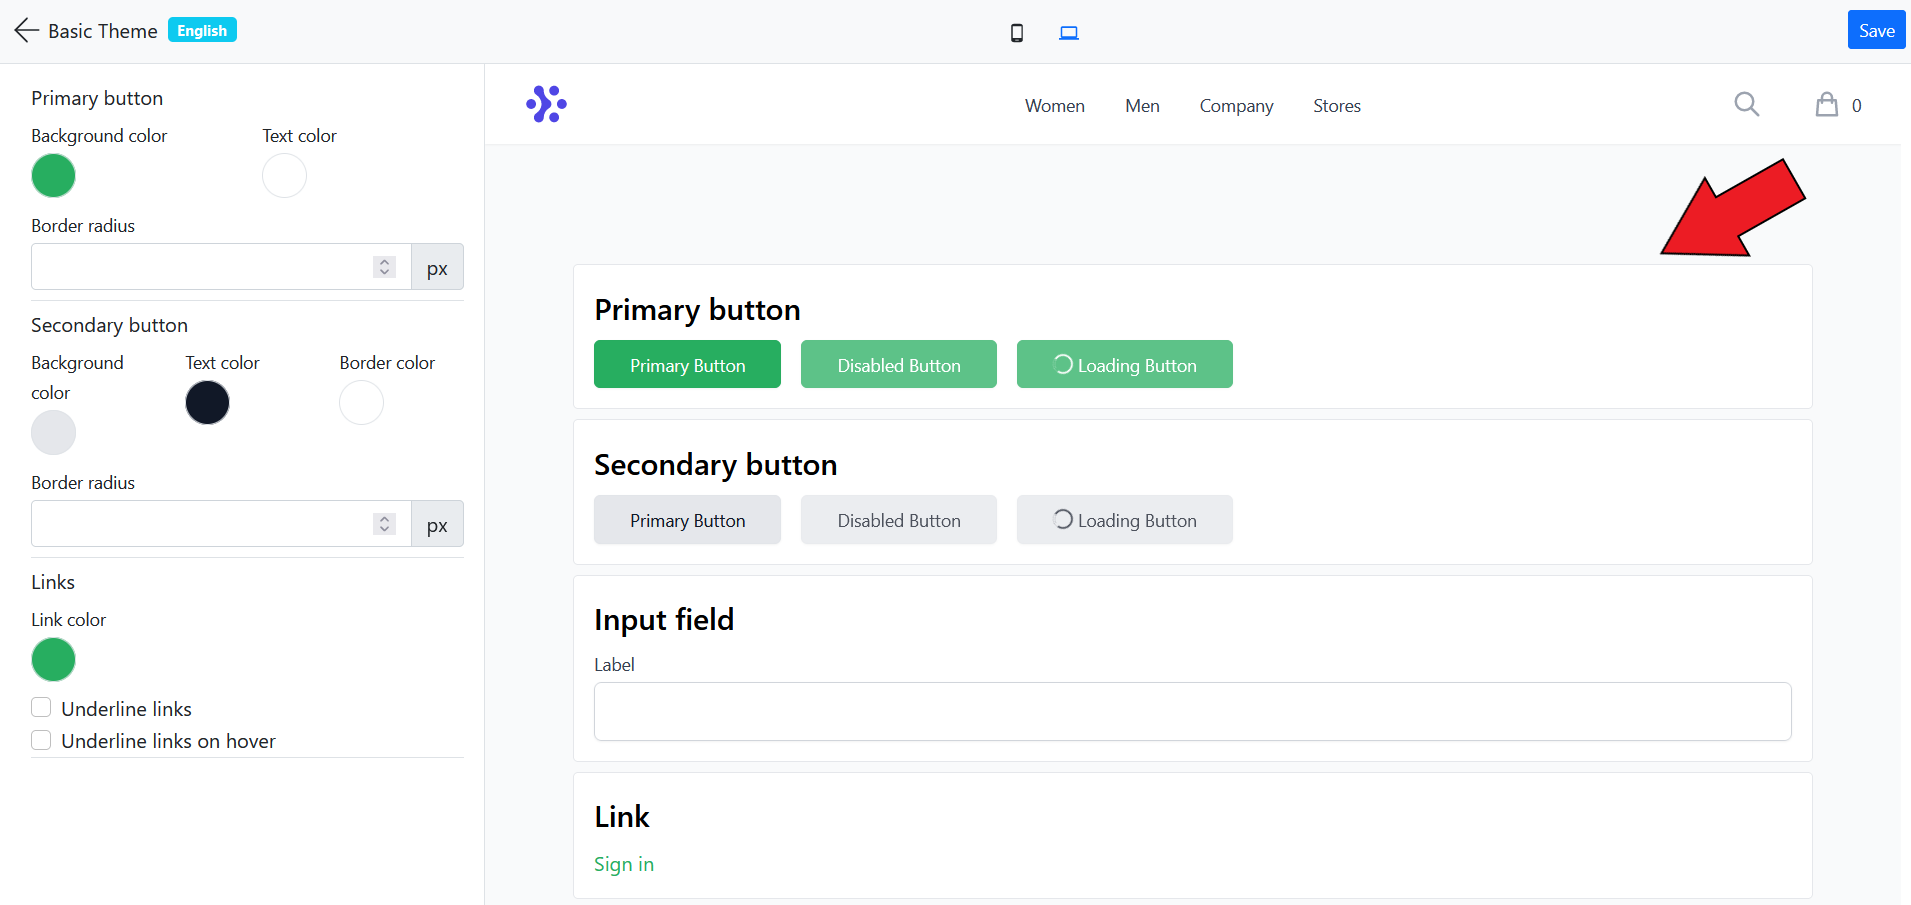 Basic Theme English
Save
Primary button
Background color Text color
Border radius
px
Secondary button
Background color Text color Border color
Border radius
px
Links
Link color
Underline links
Underline links on hover
Women Men Company Stores
0
Primary button
Primary Button Disabled Button Loading Button
Secondary button
Primary Button Disabled Button Loading Button
Input field
Label
Link
Sign in